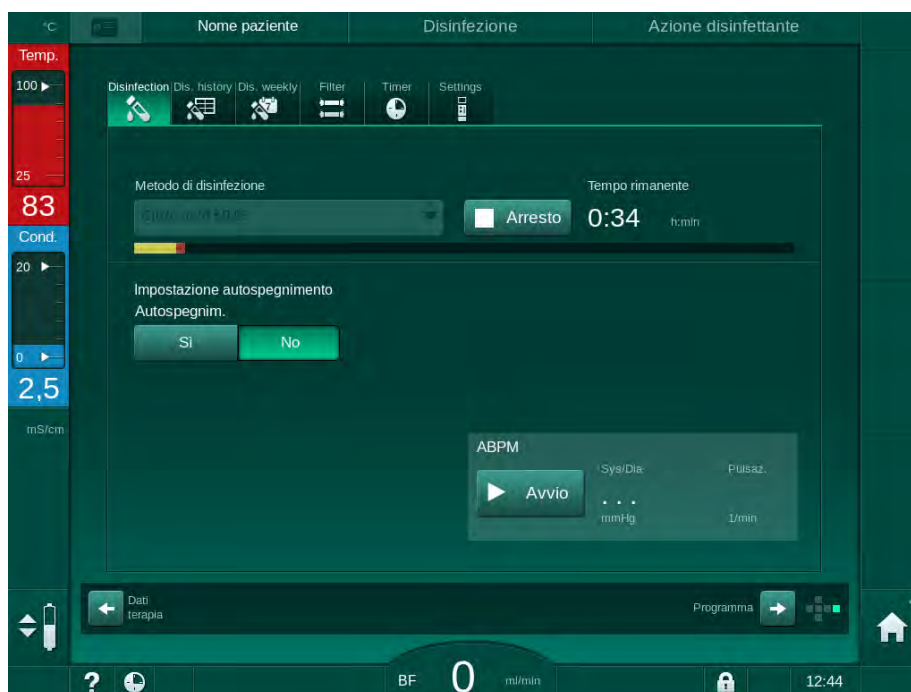 °C
Nome paziente
Disinfezione
Azione disinfettante
Temp.
100
25
83
Cond.
20
0
2,5
mS/cm
Disinfection
Dis. history
Dis. weekly
Filter
Timer
Settings
7
Metodo di disinfezione
Arresto
Tempo rimanente
0:34 h:min
Impostazione autospegnimento
Autospegnim.
Sì
No
ABPM
Avvio
Sys/Dia
. . .
mmHg
Pulsaz.
1/min
Dati
terapia
Programma
? 
BF 0 ml/min
12:44